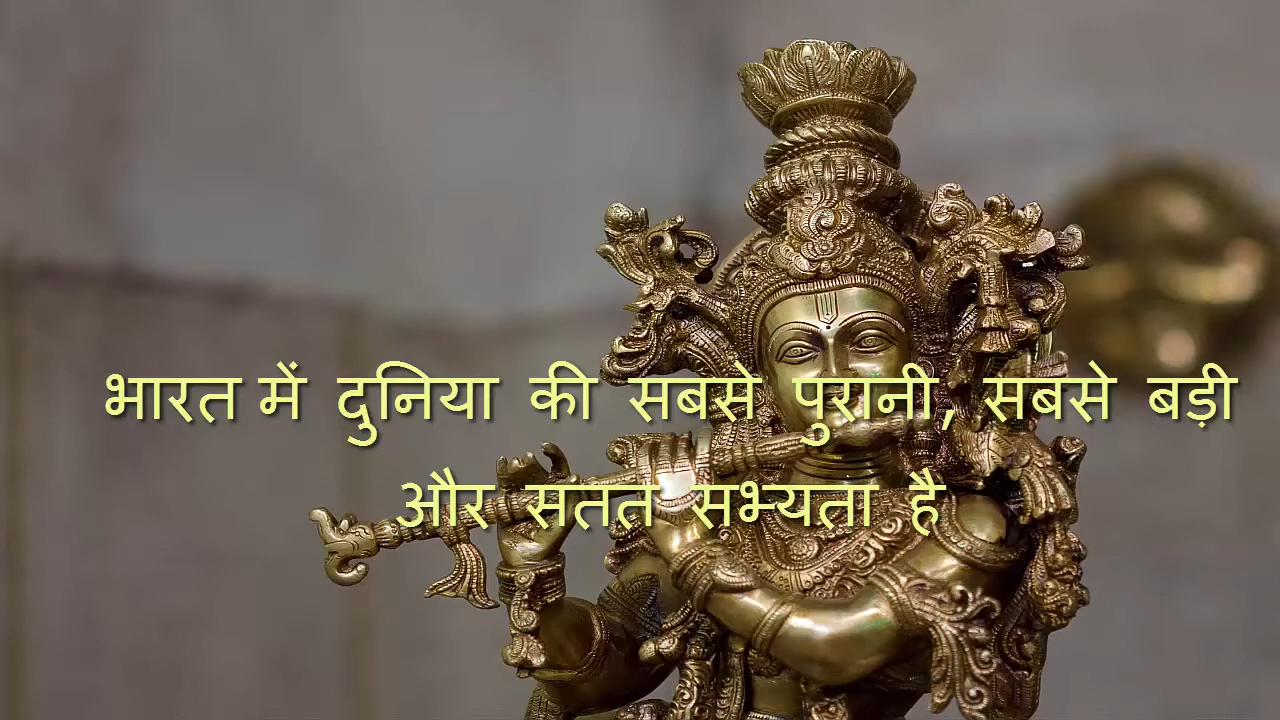 भारत में दुनिया की सबसे पुरानी, सबसे बड़ी
और सतत सभ्यता है